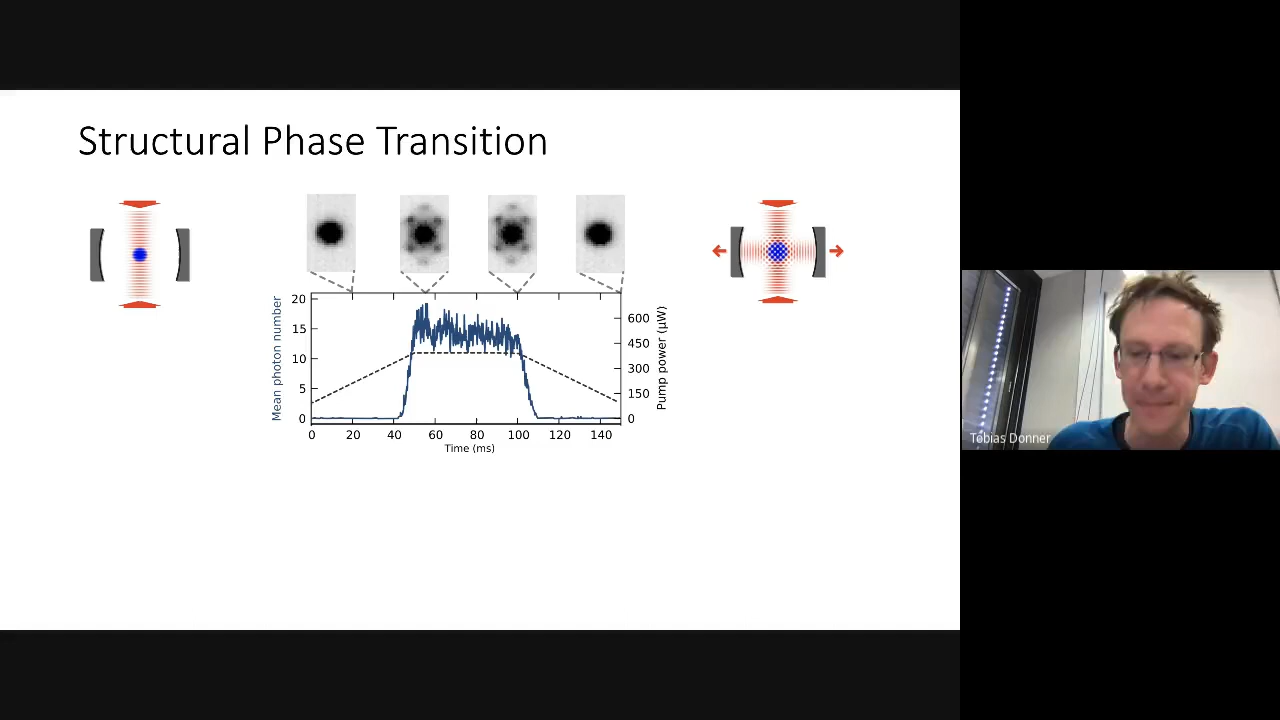 Structural Phase Transition
Mean photon number
20
15
10
5
0
600
450
300
150
0
Pump power (μW)
0 20 40 60 80 100 120 140
Time (ms)
Tobias Donner